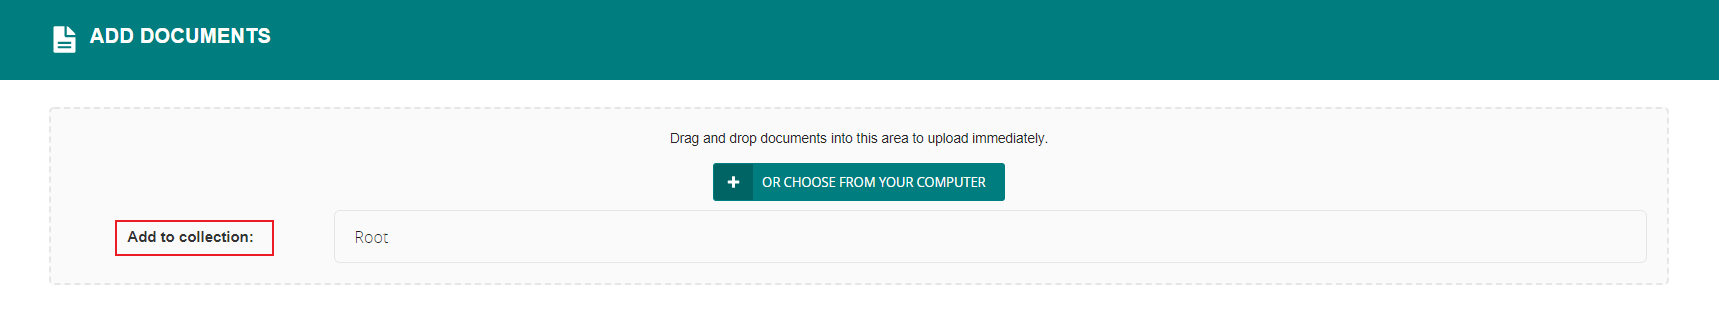 ADD DOCUMENTS
Drag and drop documents into this area to upload immediately.
OR CHOOSE FROM YOUR COMPUTER
Add to collection:
Root